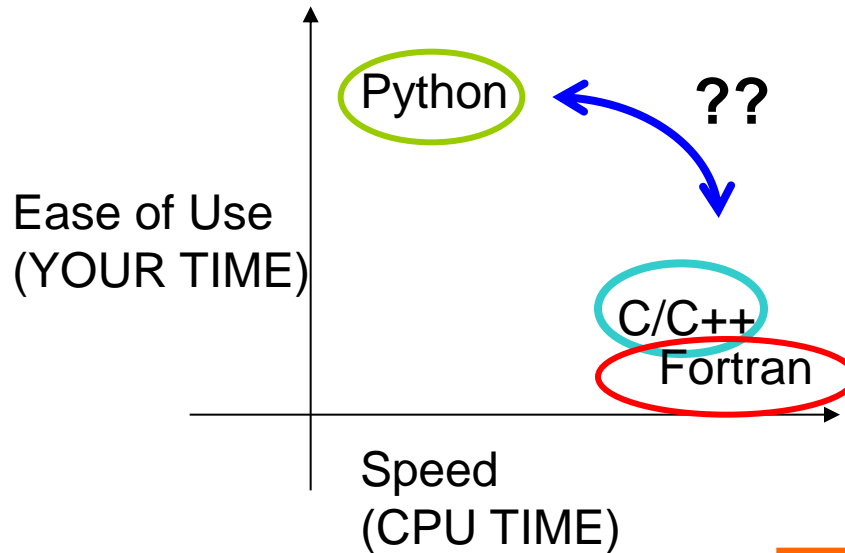 Python
??
Ease of Use
(YOUR TIME)
C/C++
Fortran
Speed
(CPU TIME)